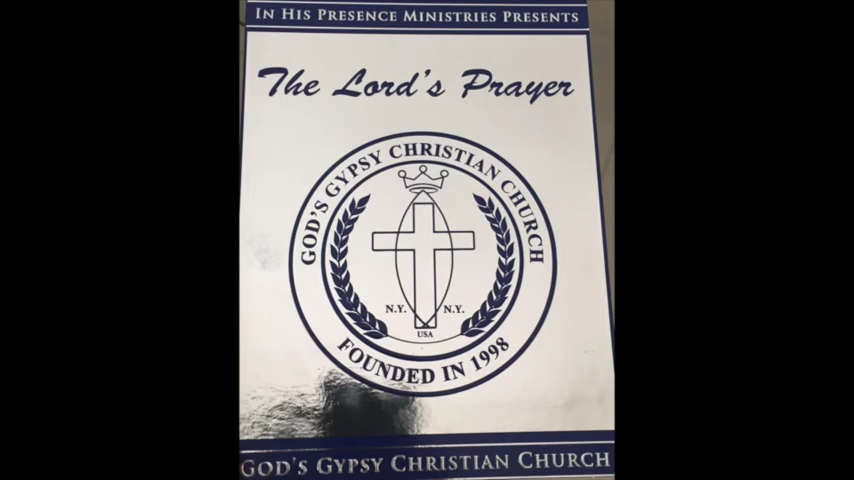 IN HIS PRESENCE MINISTRIES PRESENTS
The Lord's Prayer
GOD'S GYPSY CHRISTIAN CHURCH
N.Y. N.Y.
USA
FOUNDED IN 1998
GOD'S GYPSY CHRISTIAN CHURCH